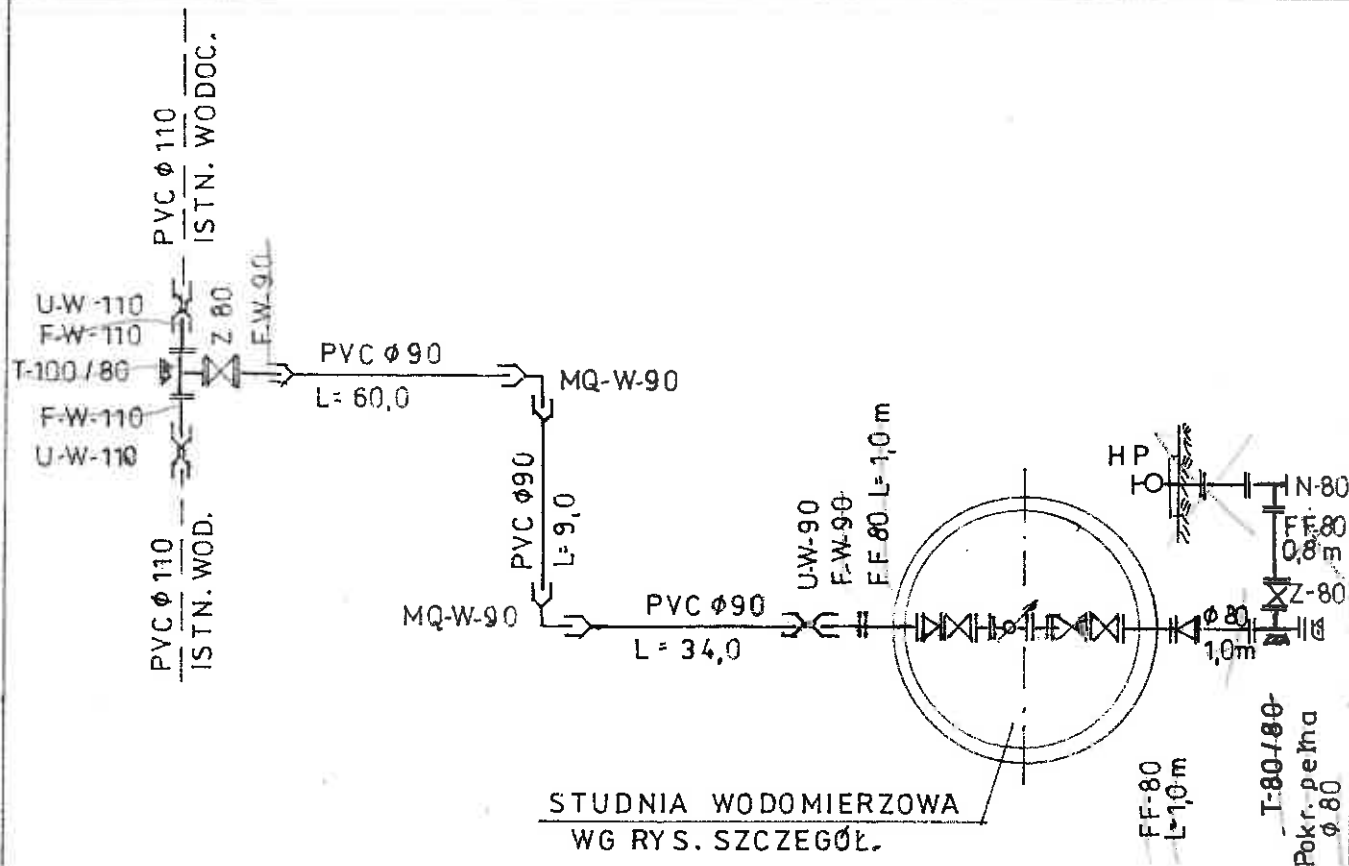 PVC ϕ 110
ISTN. WODOC.
U-W-110
F-W-110
T-100/80
F-W-110
U-W-110
Z 80
F-W-90
PVC ϕ 110
ISTN. WOD.
PVC ϕ 90
L= 60,0
MQ-W-90
PVC ϕ90
L= 9,0
MQ-W-90
PVC ϕ90
L = 34,0
U-W-90
F-W-90
FF 80 L= 1,0 m
HP
N-80
FF-80
0,8 m
Z-80
ϕ 80
1,0m
FF-80
L=1,0m
T-80/80
Pokr. pełna
ϕ 80
STUDNIA WODOMIERZOWA
WG RYS. SZCZEGÓŁ.